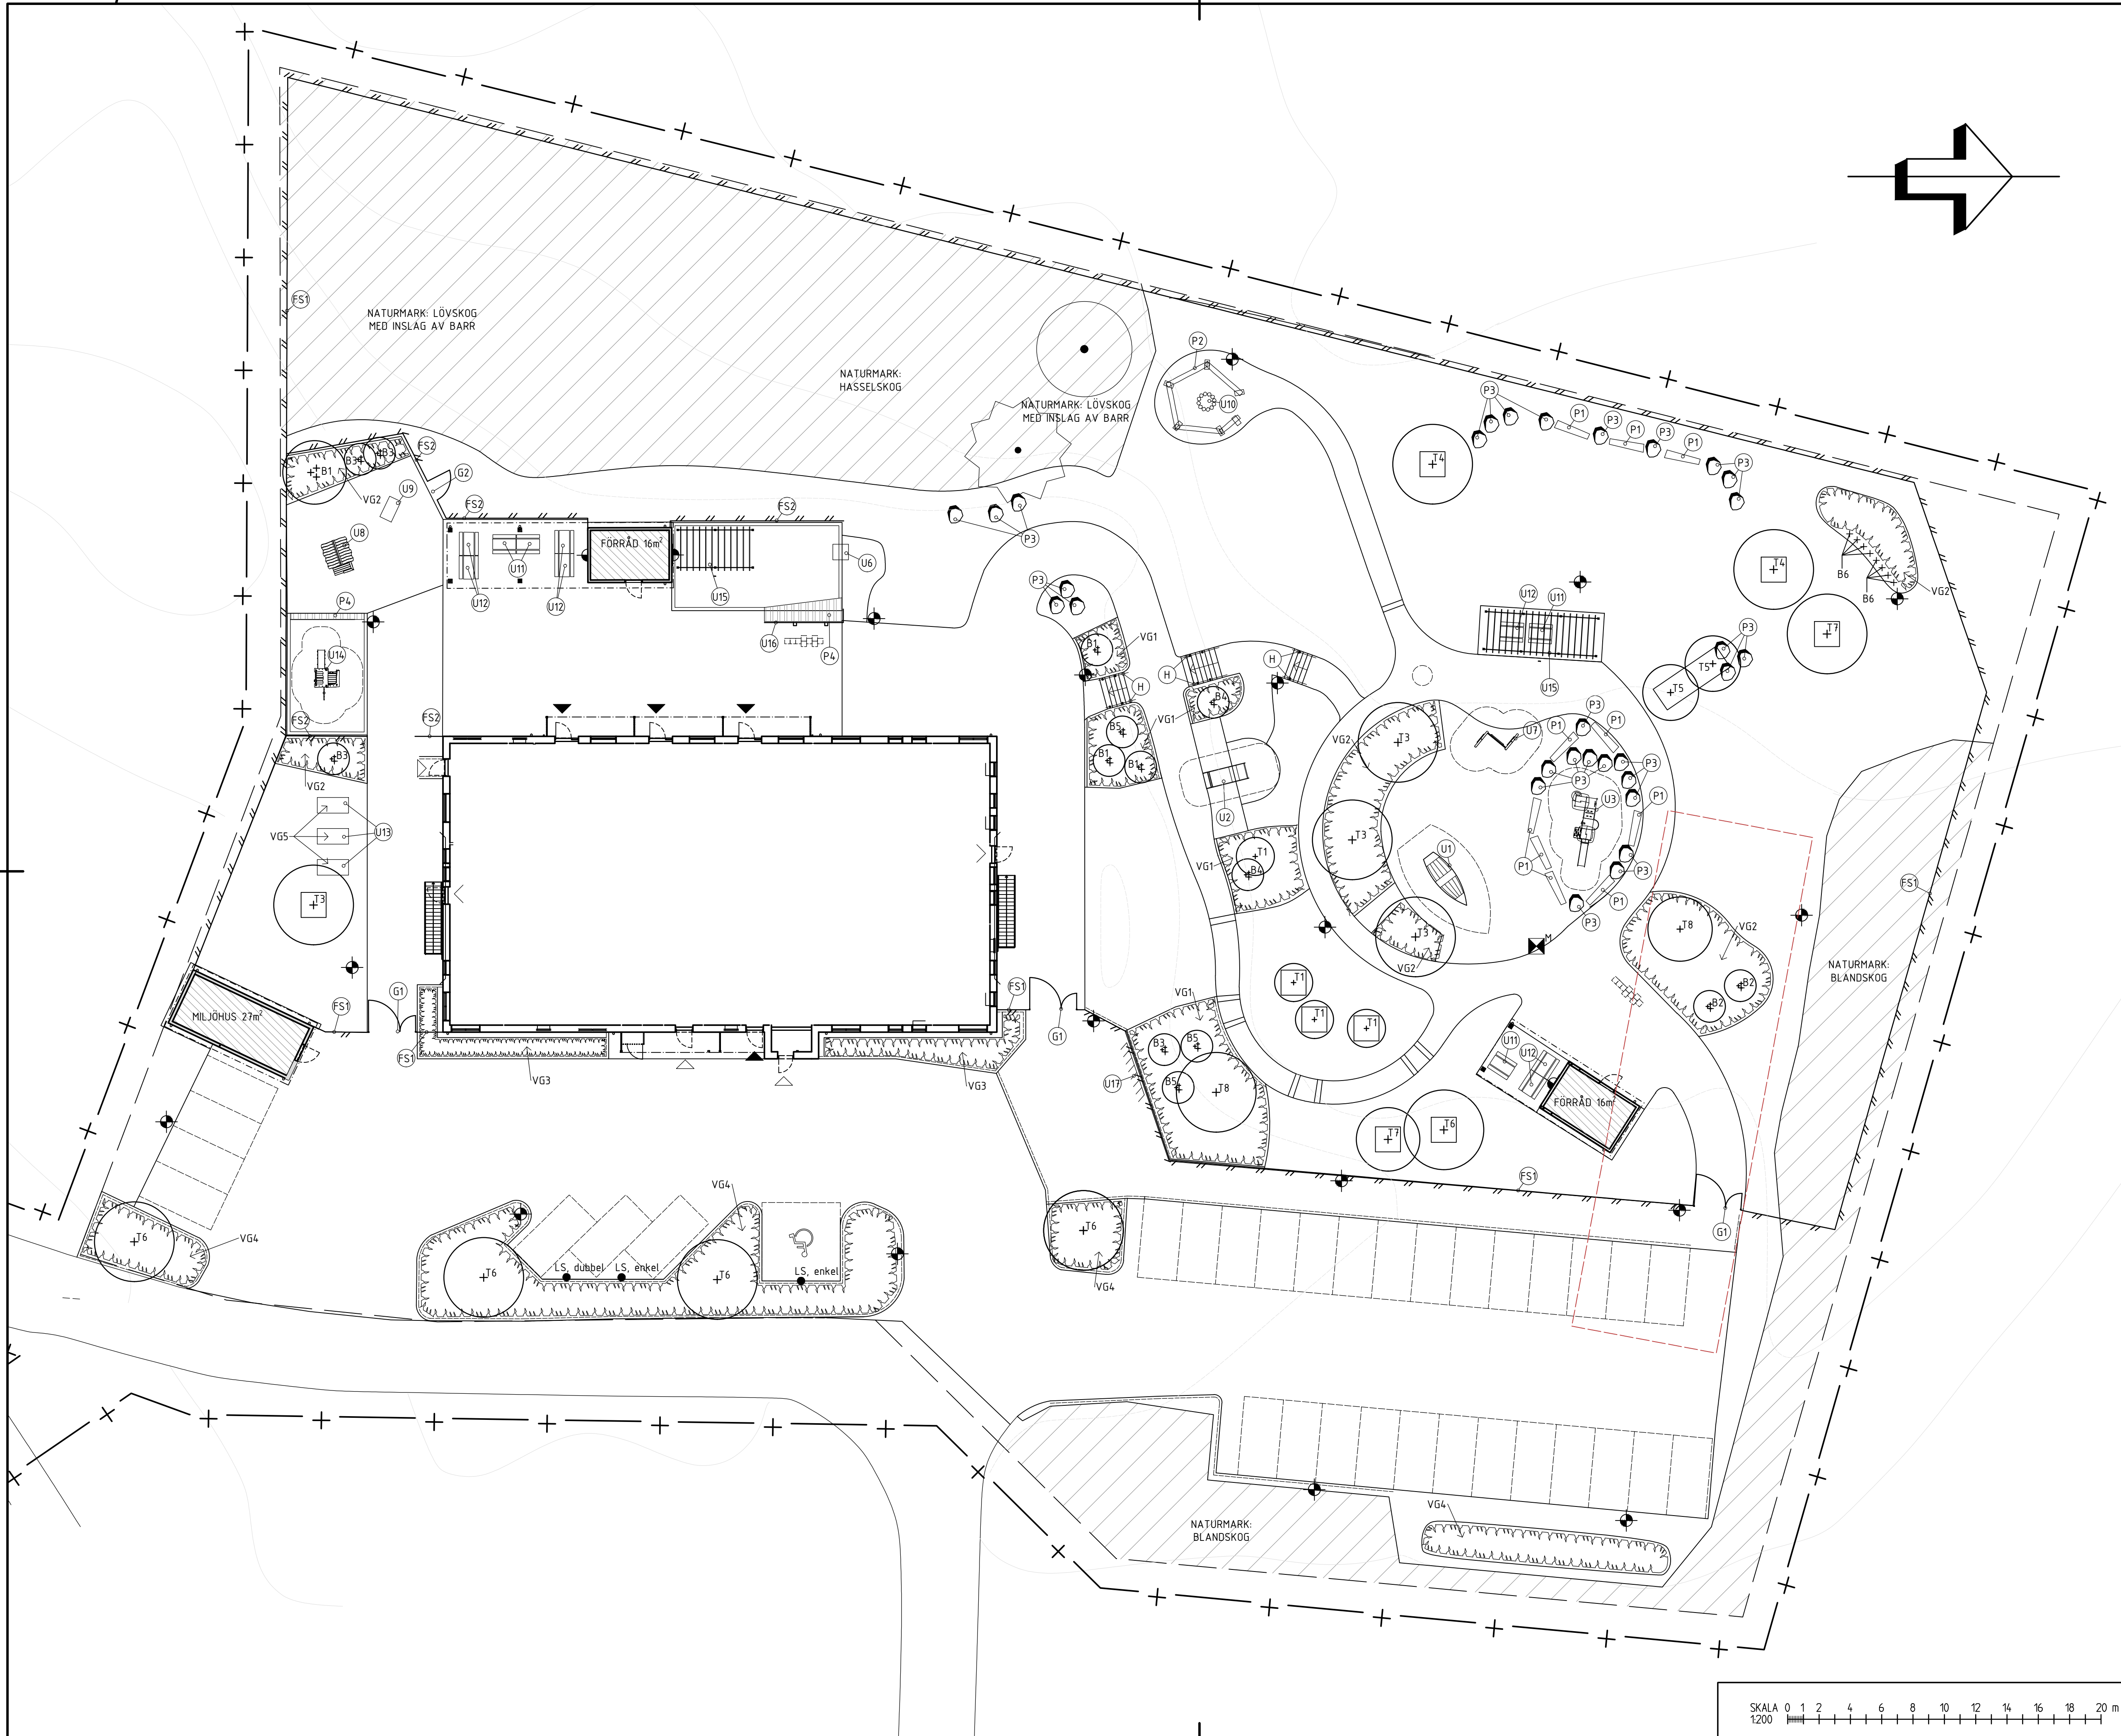 FS1
NATURMARK: LÖVSKOG
MED INSLAG AV BARR
NATURMARK:
HASSELSKOG
NATURMARK: LÖVSKOG
MED INSLAG AV BARR
P2
U10
P3
P1
P3
P1
P3
P1
P3
T4
B1
B3
B3
FS2
G2
VG2
U9
FS2
FS2
U8
U11
U12
U12
FÖRRÅD 16m²
U15
U6
P3
P4
U14
U16
P4
P3
B1
VG1
H
H
H
B4
VG1
T4
T7
B6
B6
VG2
U12
U11
U15
P3
T5
T5
FS2
B3
VG2
FS2
B5
B1
B1
U2
VG2
T3
U7
P3
P1
P1
P3
P3
U3
P1
VG5
U13
T3
T3
T1
B4
VG1
U1
P1
P3
P1
P3
T3
VG2
M
T8
VG2
B2
B2
FS1
NATURMARK:
BLANDSKOG
MILJÖHUS 27m²
FS1
G1
FS1
VG3
VG3
FS1
G1
T1
T1
T1
VG1
B3
B5
B5
T8
U17
U11
U12
FÖRRÅD 16m²
T7
T6
FS1
G1
T6
VG4
VG4
T6
LS, dubbel
LS, enkel
T6
LS, enkel
T6
VG4
VG4
NATURMARK:
BLANDSKOG
SKALA 0 1 2 4 6 8 10 12 14 16 18 20 m
1:200